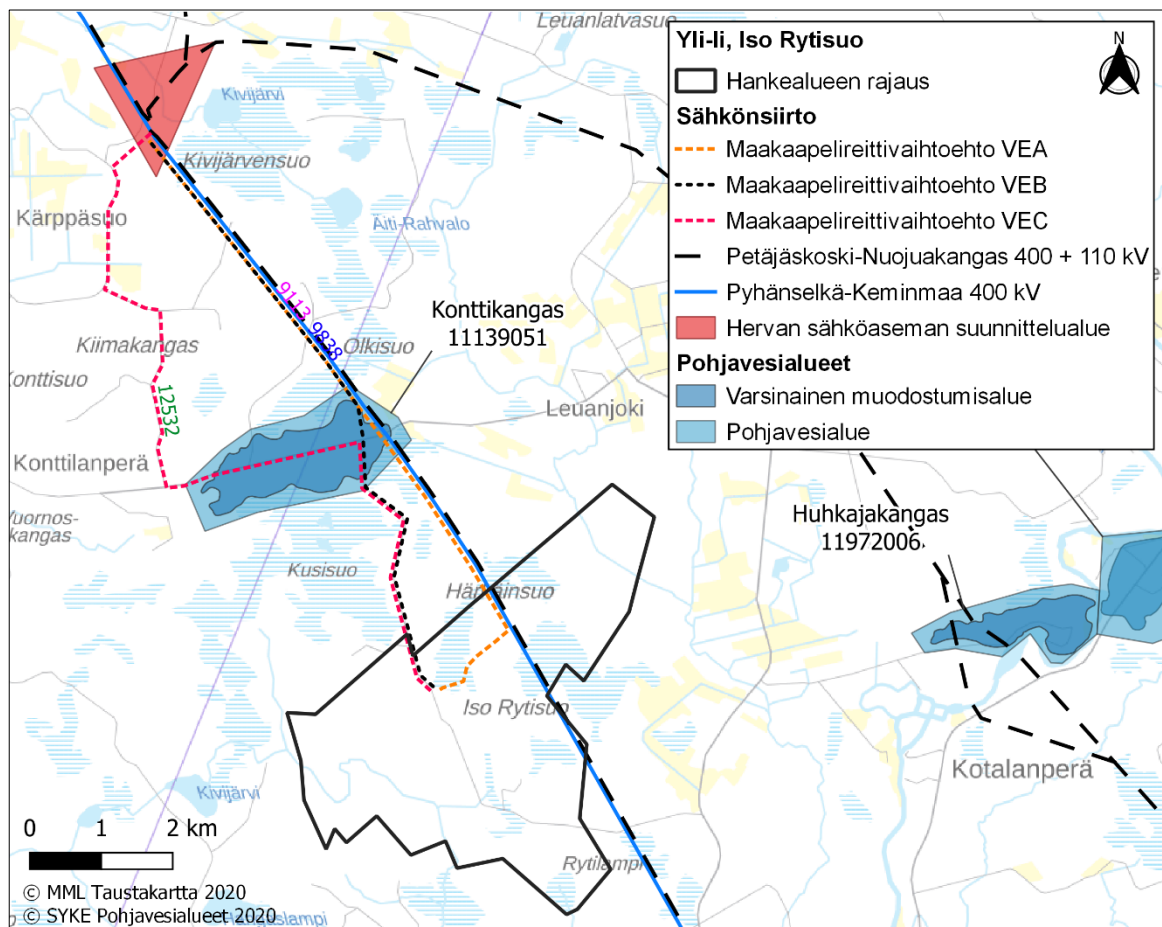 Leuanlatvasuo
Yli-Ii, Iso Rytisuo
N
Hankealueen rajaus
Sähkönsiirto
Maakaapelireittivaihtoehto VEA
Maakaapelireittivaihtoehto VEB
Maakaapelireittivaihtoehto VEC
Petäjäskoski-Nuojuakangas 400 + 110 kV
Pyhänselkä-Keminmaa 400 kV
Hervan sähköaseman suunnittelualue
Pohjavesialueet
Varsinainen muodostumisalue
Pohjavesialue
Kivijärvi
Kivijärvensuo
Kärppäsuo
Äiti-Rahvalo
9113
9838
Konttikangas
11139051
Kiimakangas
Olkisuo
Konttisuo
12532
Leuanjoki
Konttilanperä
Vuornos-
kangas
Kusisuo
Huhkajakangas
11972006
Iso Rytisuo
Kotalanperä
Kivijärvi
0 1 2 km
Rytilampi
© MML Taustakartta 2020
© SYKE Pohjavesialueet 2020